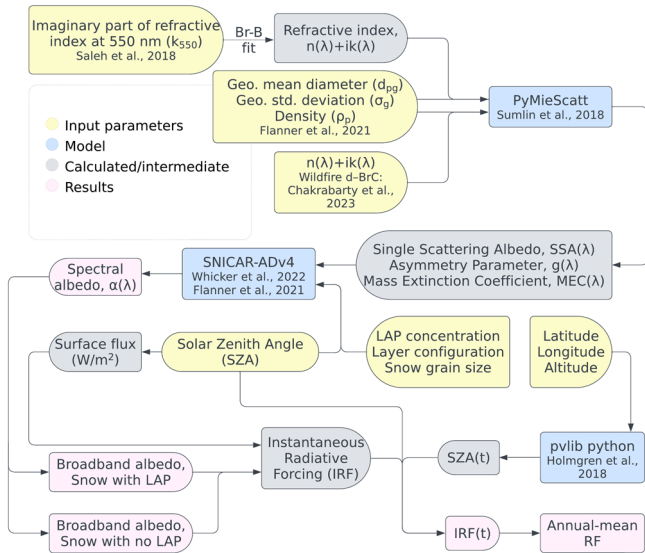 Imaginary part of refractive
index at 550 nm (k550)
Saleh et al., 2018
Br-B
fit
Refractive index,
n(λ)+ik(λ)
Geo. mean diameter (dpg)
Geo. std. deviation (σg)
Density (ρp)
Flanner et al., 2021
PyMieScatt
Sumlin et al., 2018
Input parameters
Model
Calculated/intermediate
Results
n(λ)+ik(λ)
Wildfire d–BrC:
Chakrabarty et al.,
2023
Spectral
albedo, α(λ)
SNICAR-ADv4
Whicker et al., 2022
Flanner et al., 2021
Single Scattering Albedo, SSA(λ)
Asymmetry Parameter, g(λ)
Mass Extinction Coefficient, MEC(λ)
Surface flux
(W/m²)
Solar Zenith Angle
(SZA)
LAP concentration
Layer configuration
Snow grain size
Latitude
Longitude
Altitude
Broadband albedo,
Snow with LAP
Instantaneous
Radiative
Forcing (IRF)
SZA(t)
pvlib python
Holmgren et al.,
2018
Broadband albedo,
Snow with no LAP
IRF(t)
Annual-mean
RF